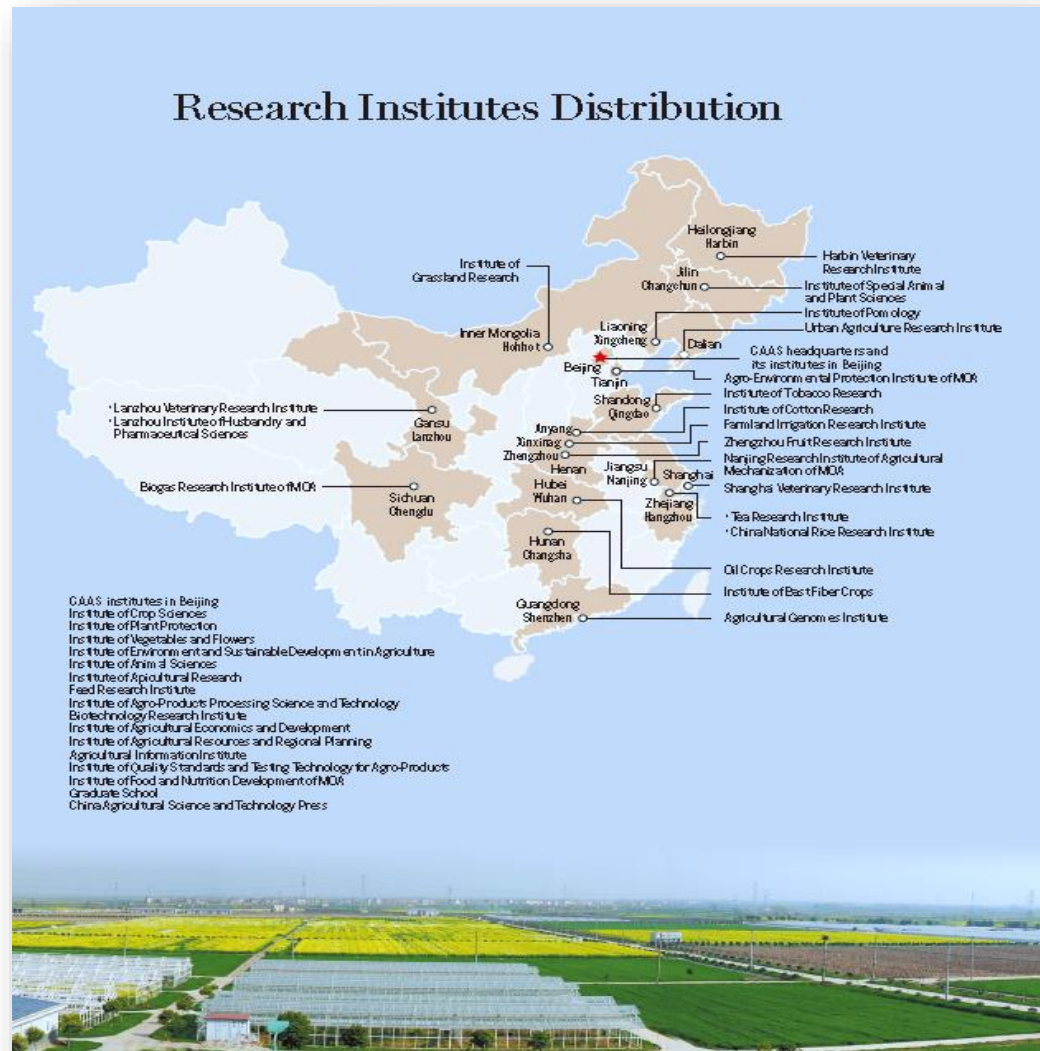 Research Institutes Distribution
Heilongjiang
Harbin
Harbin Veterinary
Research Institute
Institute of
Grassland Research
Jilin
Changchun
Institute of Special Animal
and Plant Sciences
Institute of Pomology
Liaoning
Xingcheng
Urban Agriculture Research Institute
Inner Mongolia
Hohhot
Dalian
CAAS headquarters and
its institutes in Beijing
Beijing
Tianjin
Agro-Environmental Protection Institute of MOA
Shandong
Qingdao
Institute of Tobacco Research
· Lanzhou Veterinary Research Institute
· Lanzhou Institute of Husbandry and
Pharmaceutical Sciences
Gansu
Lanzhou
Anyang
Institute of Cotton Research
Xinxinag
Farmland Irrigation Research Institute
Zhengzhou
Zhengzhou Fruit Research Institute
Henan
Jiangsu
Nanjing
Nanjing Research Institute of Agricultural
Mechanization of MOA
Shanghai
Shanghai Veterinary Research Institute
Biogas Research Institute of MOA
Sichuan
Chengdu
Hubei
Wuhan
Zhejiang
Hangzhou
· Tea Research Institute
· China National Rice Research Institute
Hunan
Changsha
Oil Crops Research Institute
Institute of Bast Fiber Crops
Guangdong
Shenzhen
Agricultural Genomes Institute
CAAS institutes in Beijing
Institute of Crop Sciences
Institute of Plant Protection
Institute of Vegetables and Flowers
Institute of Environment and Sustainable Development in Agriculture
Institute of Animal Sciences
Institute of Apicultural Research
Feed Research Institute
Institute of Agro-Products Processing Science and Technology
Biotechnology Research Institute
Institute of Agricultural Economics and Development
Institute of Agricultural Resources and Regional Planning
Agricultural Information Institute
Institute of Quality Standards and Testing Technology for Agro-Products
Institute of Food and Nutrition Development of MOA
Graduate School
China Agricultural Science and Technology Press